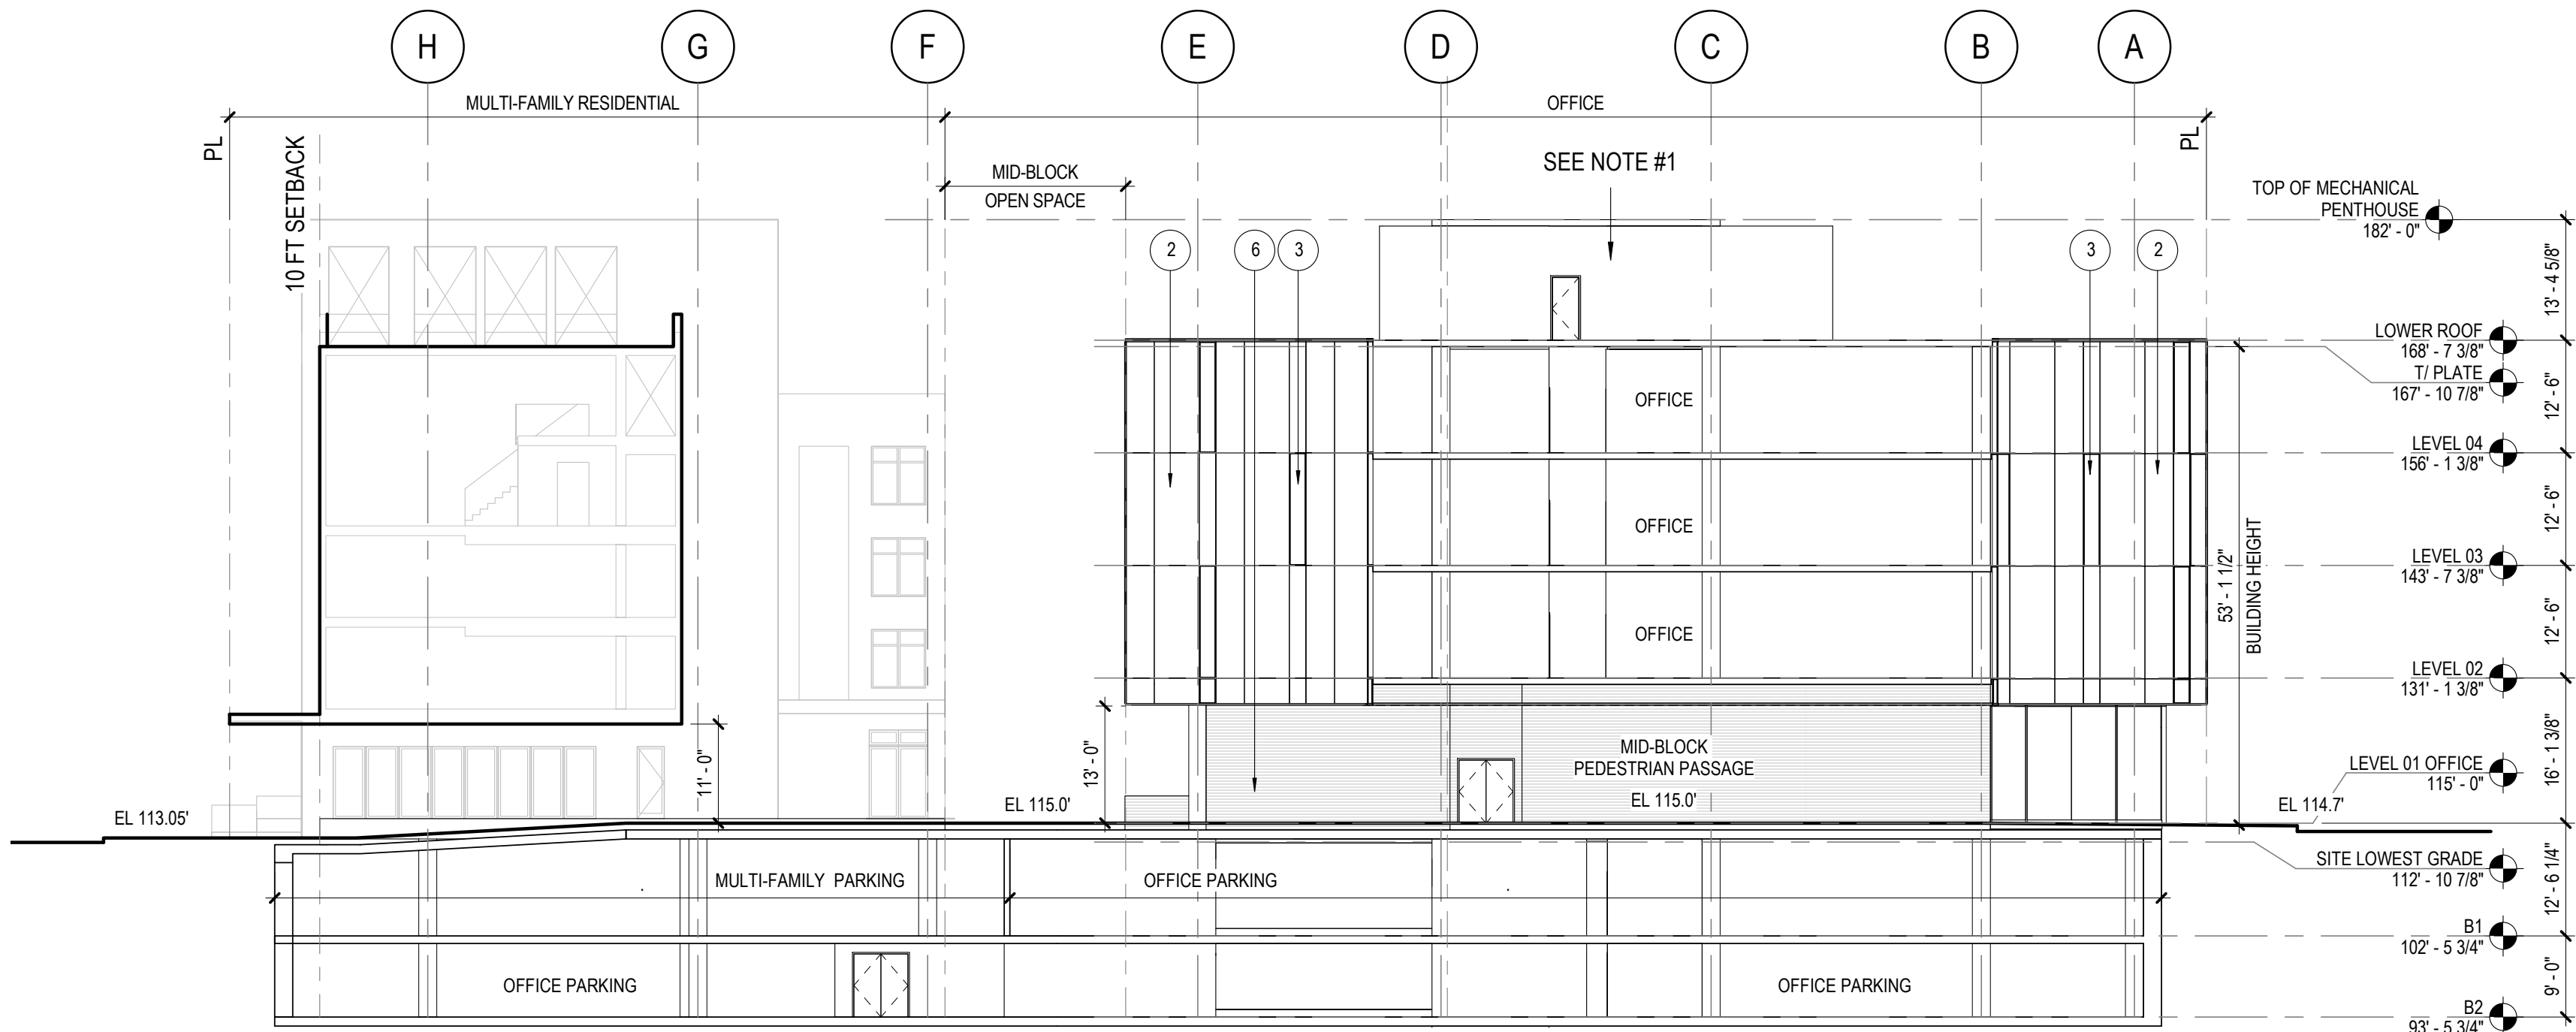 H G F E D C B A
MULTI-FAMILY RESIDENTIAL
OFFICE
PL
10 FT SETBACK
MID-BLOCK
OPEN SPACE
SEE NOTE #1
PL
TOP OF MECHANICAL
PENTHOUSE
182' - 0"
2 6 3 3 2
13' - 4 5/8"
LOWER ROOF
168' - 7 3/8"
T/ PLATE
167' - 10 7/8"
12' - 6"
OFFICE
LEVEL 04
156' - 1 3/8"
12' - 6"
OFFICE
LEVEL 03
143' - 7 3/8"
53' - 1 1/2"
BUILDING HEIGHT
12' - 6"
OFFICE
LEVEL 02
131' - 1 3/8"
11' - 0"
13' - 0"
MID-BLOCK
PEDESTRIAN PASSAGE
EL 115.0'
16' - 1 3/8"
LEVEL 01 OFFICE
115' - 0"
EL 113.05'
EL 115.0'
EL 114.7'
SITE LOWEST GRADE
112' - 10 7/8"
MULTI-FAMILY PARKING
OFFICE PARKING
12' - 6 1/4"
B1
102' - 5 3/4"
OFFICE PARKING
OFFICE PARKING
9' - 0"
B2
93' - 5 3/4"